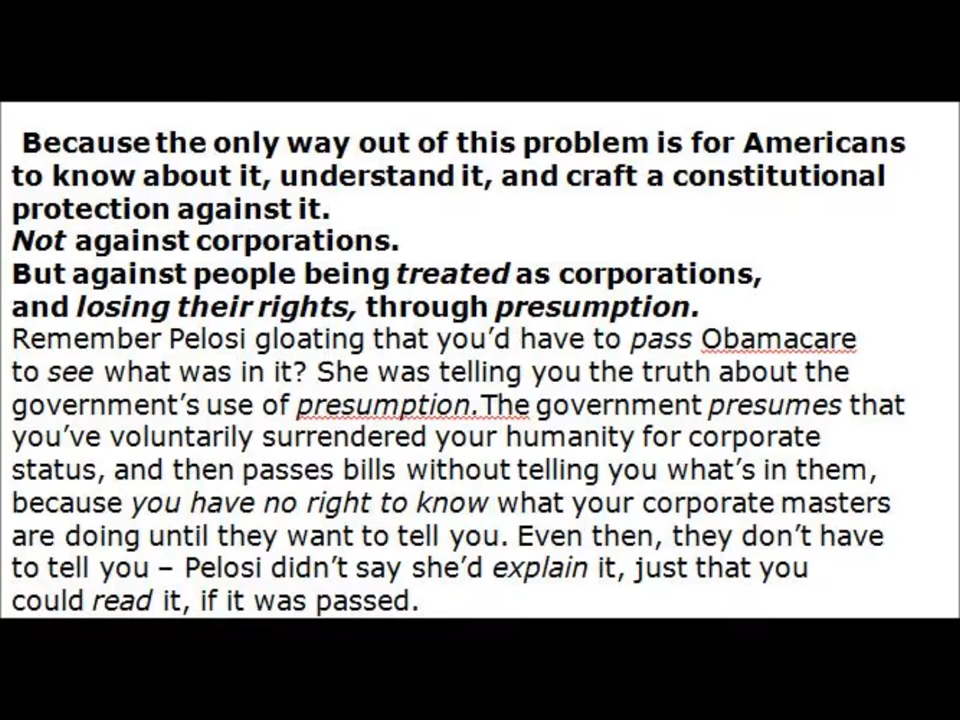 Because the only way out of this problem is for Americans
to know about it, understand it, and craft a constitutional
protection against it.
Not against corporations.
But against people being treated as corporations,
and losing their rights, through presumption.
Remember Pelosi gloating that you’d have to pass Obamacare
to see what was in it? She was telling you the truth about the
government’s use of presumption.The government presumes that
you’ve voluntarily surrendered your humanity for corporate
status, and then passes bills without telling you what’s in them,
because you have no right to know what your corporate masters
are doing until they want to tell you. Even then, they don’t have
to tell you – Pelosi didn’t say she’d explain it, just that you
could read it, if it was passed.